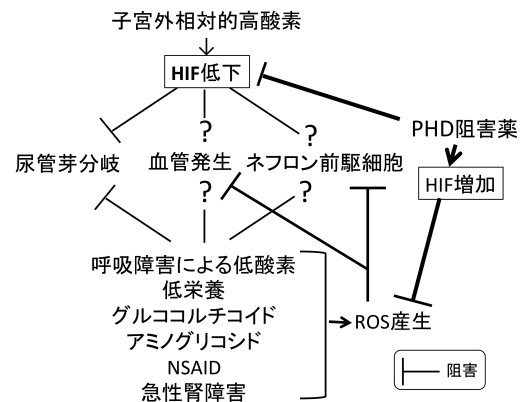 子宮外相対的高酸素
HIF低下
PHD阻害薬
?
?
尿管芽分岐
血管発生
ネフロン前駆細胞
HIF増加
?
?
呼吸障害による低酸素
低栄養
グルココルチコイド
アミノグリコシド
NSAID
急性腎障害
ROS産生
阻害